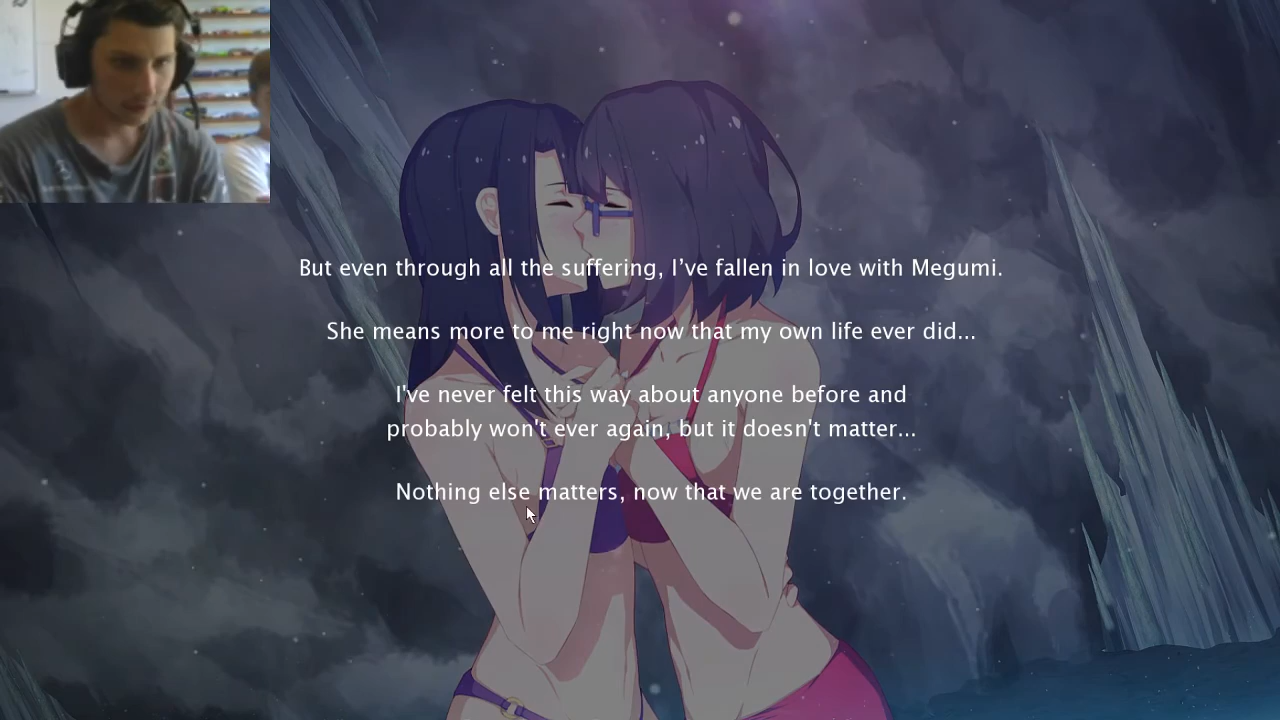 But even through all the suffering, I’ve fallen in love with Megumi.
She means more to me right now that my own life ever did...
I've never felt this way about anyone before and
probably won't ever again, but it doesn't matter...
Nothing else matters, now that we are together.